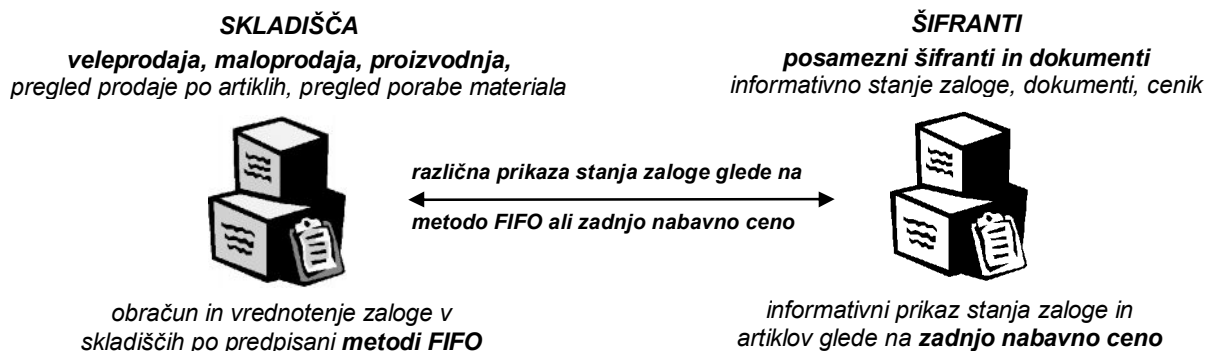 SKLADIŠČA
veleprodaja, maloprodaja, proizvodnja,
pregled prodaje po artiklih, pregled porabe materiala
ŠIFRANTI
posamezni šifranti in dokumenti
informativno stanje zaloge, dokumenti, cenik
različna prikaza stanja zaloge glede na
metodo FIFO ali zadnjo nabavno ceno
obračun in vrednotenje zaloge v
skladiščih po predpisani metodi FIFO
informativni prikaz stanja zaloge in
artiklov glede na zadnjo nabavno ceno